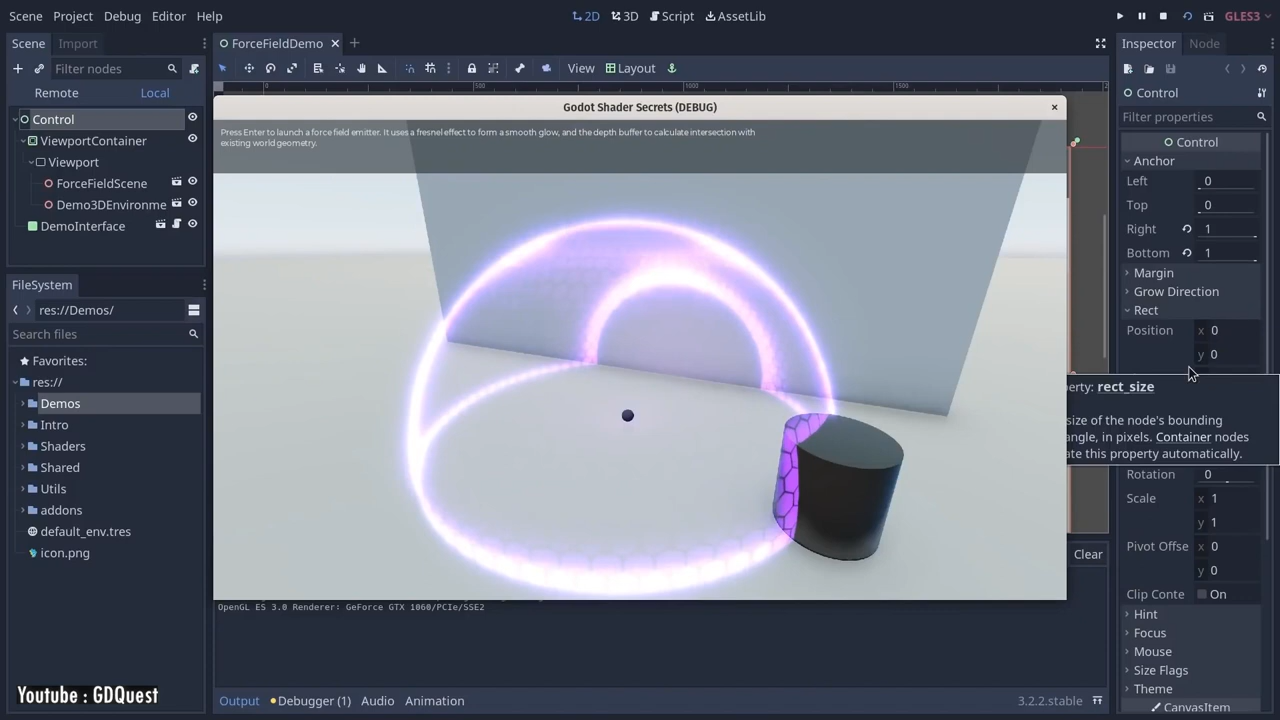 Scene Project Debug Editor Help
2D 3D Script AssetLib
GLES3
Scene Import
Filter nodes
Remote Local
Control
ViewportContainer
Viewport
ForceFieldScene
Demo3DEnvironme
DemoInterface
FileSystem
res://Demos/
Search files
Favorites:
res://
Demos
Intro
Shaders
Shared
Utils
addons
default_env.tres
icon.png
Youtube : GDQuest
ForceFieldDemo
View Layout
0 500 1000 1500
Godot Shader Secrets (DEBUG)
Press Enter to launch a force field emitter. It uses a fresnel effect to form a smooth glow, and the depth buffer to calculate intersection with
existing world geometry.
OpenGL ES 3.0 Renderer: GeForce GTX 1060/PCIe/SSE2
Clear
Output Debugger (1) Audio Animation 3.2.2.stable
Inspector Node
Control
Filter properties
Control
Anchor
Left 0
Top 0
Right 1
Bottom 1
Margin
Grow Direction
Rect
Position x 0
y 0
erty: rect_size
size of the node's bounding
angle, in pixels. Container nodes
ate this property automatically.
Rotation 0
Scale x 1
y 1
Pivot Offse x 0
y 0
Clip Conte On
Hint
Focus
Mouse
Size Flags
Theme
CanvasItem